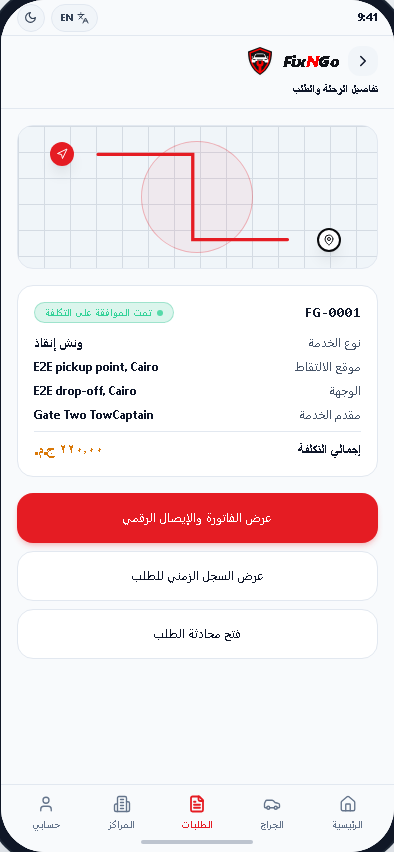 9:41
EN
FixNGo
تفاصيل الرحلة والطلب
FG-0001
تمت الموافقة على التكلفة
نوع الخدمة ونش إنقاذ
موقع الالتقاط E2E pickup point, Cairo
الوجهة E2E drop-off, Cairo
مقدم الخدمة Gate Two TowCaptain
إجمالي التكلفة ٢٢٠٫٠٠ ج.م.
عرض الفاتورة والإيصال الرقمي
عرض السجل الزمني للطلب
فتح محادثة الطلب
الرئيسية
الجراج
الطلبات
المراكز
حسابي